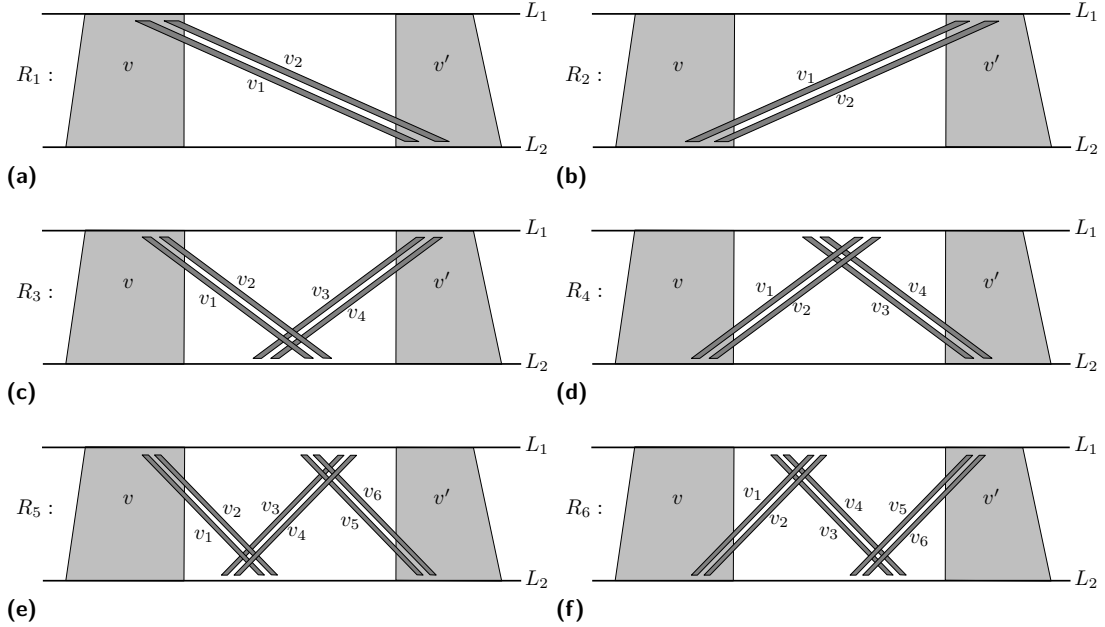 L₁ L₁
R₁ : v v₂ v₁ v′ R₂ : v v₁ v₂ v′
L₂ L₂
(a) (b)
L₁ L₁
R₃ : v v₂ v₁ v₃ v₄ v′ R₄ : v v₁ v₂ v₄ v₃ v′
L₂ L₂
(c) (d)
L₁ L₁
R₅ : v v₂ v₁ v₃ v₄ v₆ v₅ v′ R₆ : v v₁ v₂ v₄ v₃ v₅ v₆ v′
L₂ L₂
(e) (f)